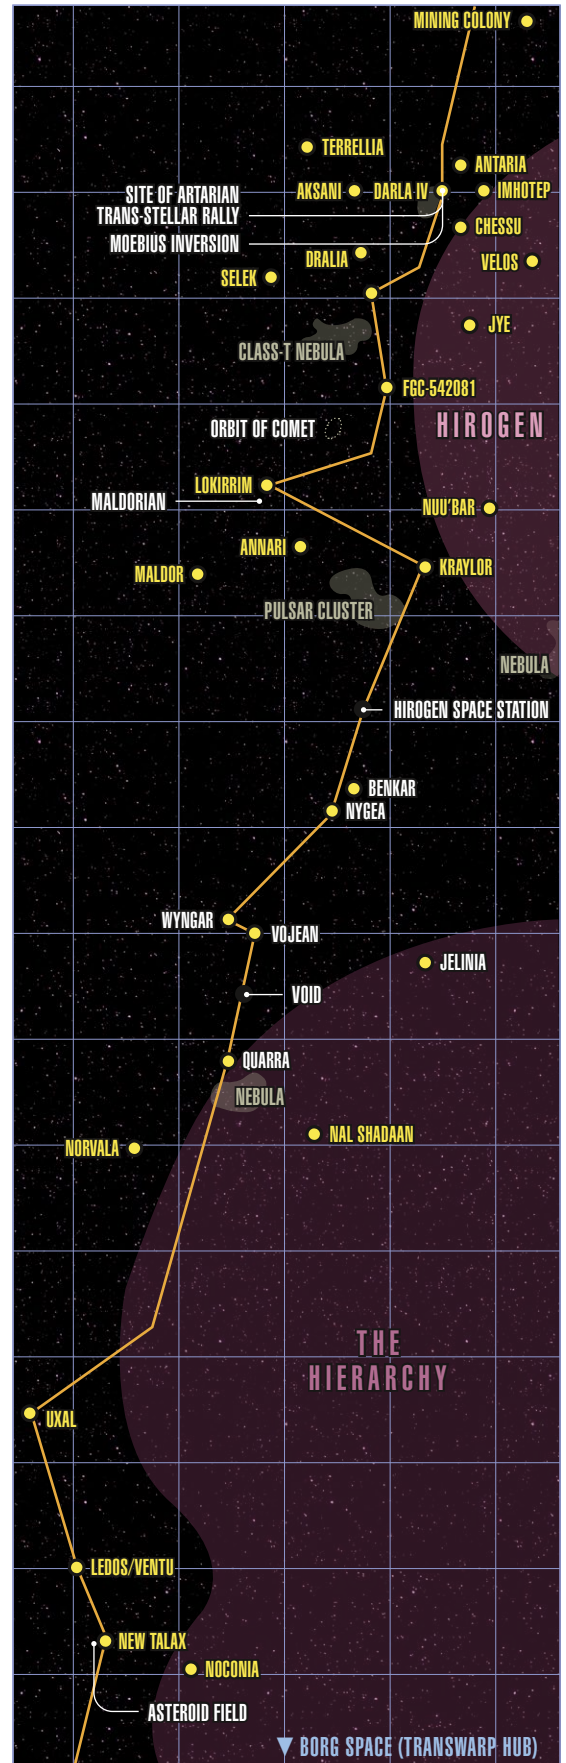 MINING COLONY
TERRELLIA
ANTARIA
SITE OF ARTARIAN
TRANS-STELLAR RALLY
AKSANI
DARLA IV
IMHOTEP
MOEBIUS INVERSION
CHESSU
DRALIA
VELOS
SELEK
JYE
CLASS-T NEBULA
FGC-542081
ORBIT OF COMET
HIROGEN
LOKIRRIM
MALDORIAN
NUU'BAR
ANNARI
MALDOR
KRAYLOR
PULSAR CLUSTER
NEBULA
HIROGEN SPACE STATION
BENKAR
NYGEA
WYNGAR
VOJEAN
JELINIA
VOID
QUARRA
NEBULA
NAL SHADAAN
NORVALA
THE
HIERARCHY
UXAL
LEDOS/VENTU
NEW TALAX
NOCONIA
ASTEROID FIELD
BORG SPACE (TRANSWARP HUB)